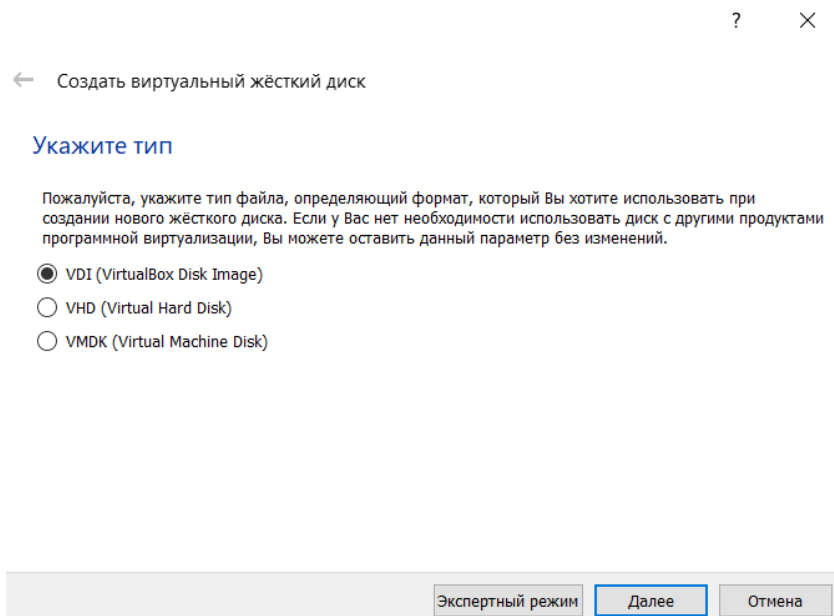 ?
Создать виртуальный жёсткий диск
Укажите тип
Пожалуйста, укажите тип файла, определяющий формат, который Вы хотите использовать при
создании нового жёсткого диска. Если у Вас нет необходимости использовать диск с другими продуктами
программной виртуализации, Вы можете оставить данный параметр без изменений.
VDI (VirtualBox Disk Image)
VHD (Virtual Hard Disk)
VMDK (Virtual Machine Disk)
Экспертный режим Далее Отмена